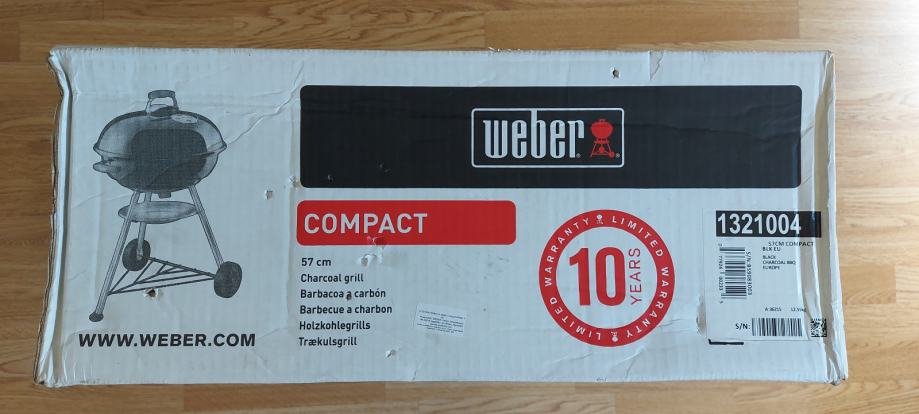 weber
COMPACT
57 cm
Charcoal grill
Barbacoa a carbón
Barbecue a charbon
Holzkohlegrills
Trækulsgrill
WWW.WEBER.COM
LIMITED WARRANTY
LIMITED WARRANTY
10
YEARS
1321004
57CM COMPACT
BLK EU
BLACK
CHARCOAL BBQ
EUROPE
S/N: